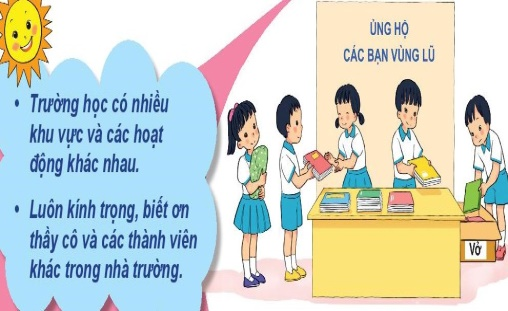 ỦNG HỘ
CÁC BẠN VÙNG LŨ
• Trường học có nhiều
khu vực và các hoạt
động khác nhau.
• Luôn kính trọng, biết ơn
thầy cô và các thành viên
khác trong nhà trường.
Vở